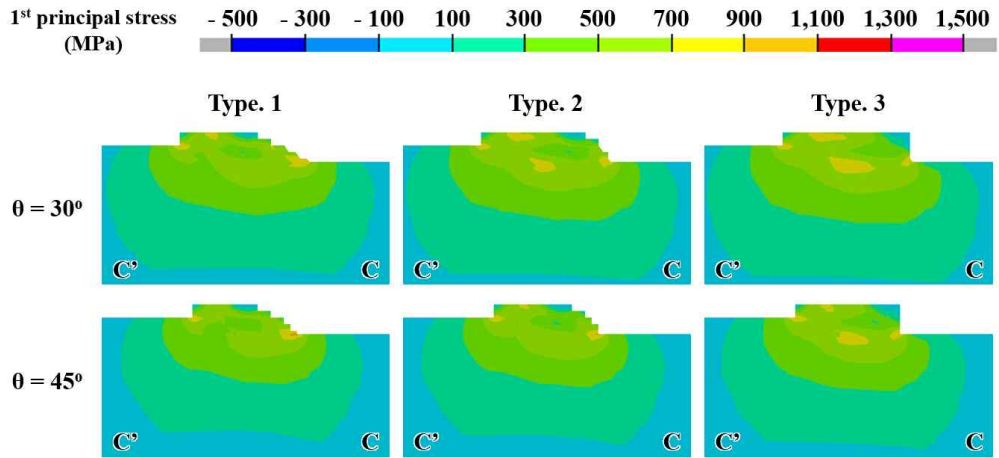 1st principal stress
(MPa)
- 500 - 300 - 100 100 300 500 700 900 1,100 1,300 1,500
Type. 1 Type. 2 Type. 3
θ = 30o
C' C C' C C' C
θ = 45o
C' C C' C C' C